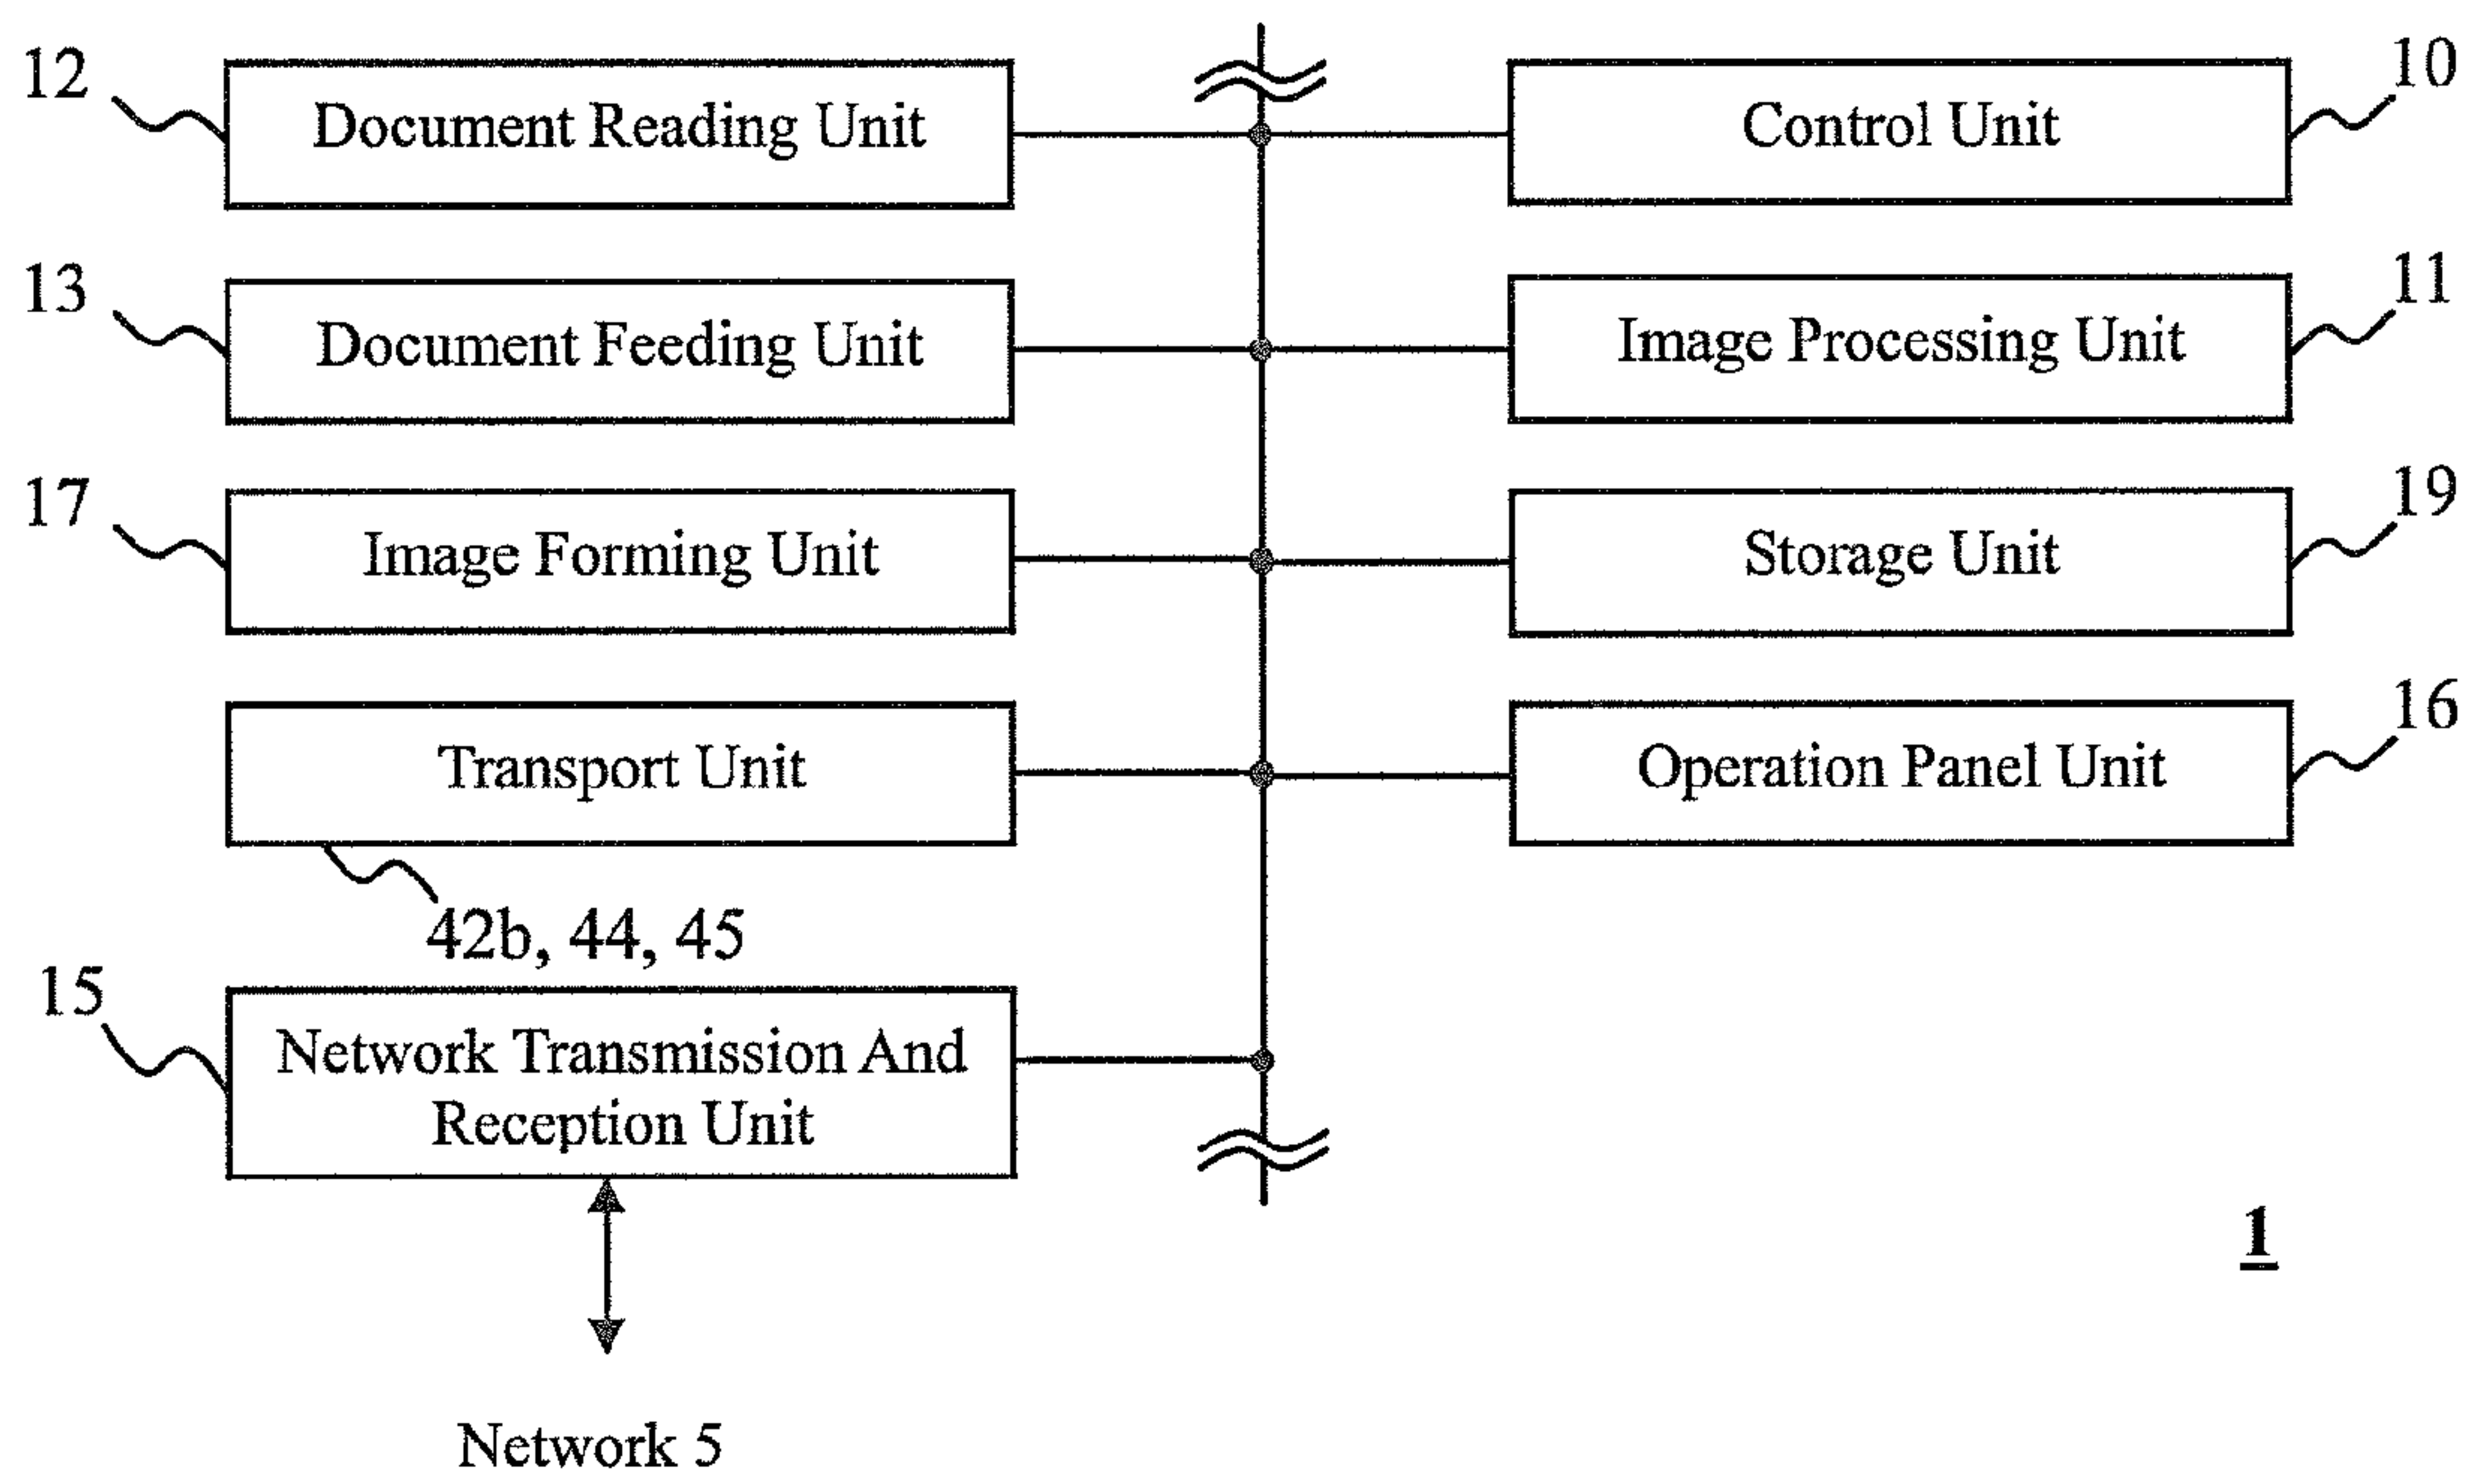 12
Document Reading Unit
Control Unit
10
13
Document Feeding Unit
Image Processing Unit
11
17
Image Forming Unit
Storage Unit
19
Transport Unit
Operation Panel Unit
16
42b, 44, 45
15
Network Transmission And
Reception Unit
1
Network 5